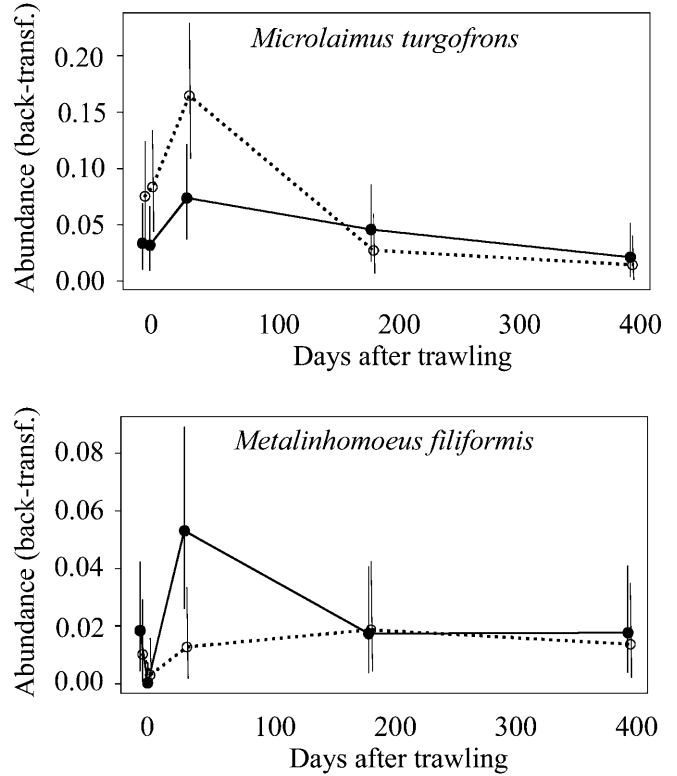 Microlaimus turgofrons
Abundance (back-transf.)
0.20
0.15
0.10
0.05
0.00
0 100 200 300 400
Days after trawling
Metalinhomoeus filiformis
Abundance (back-transf.)
0.08
0.06
0.04
0.02
0.00
0 100 200 300 400
Days after trawling